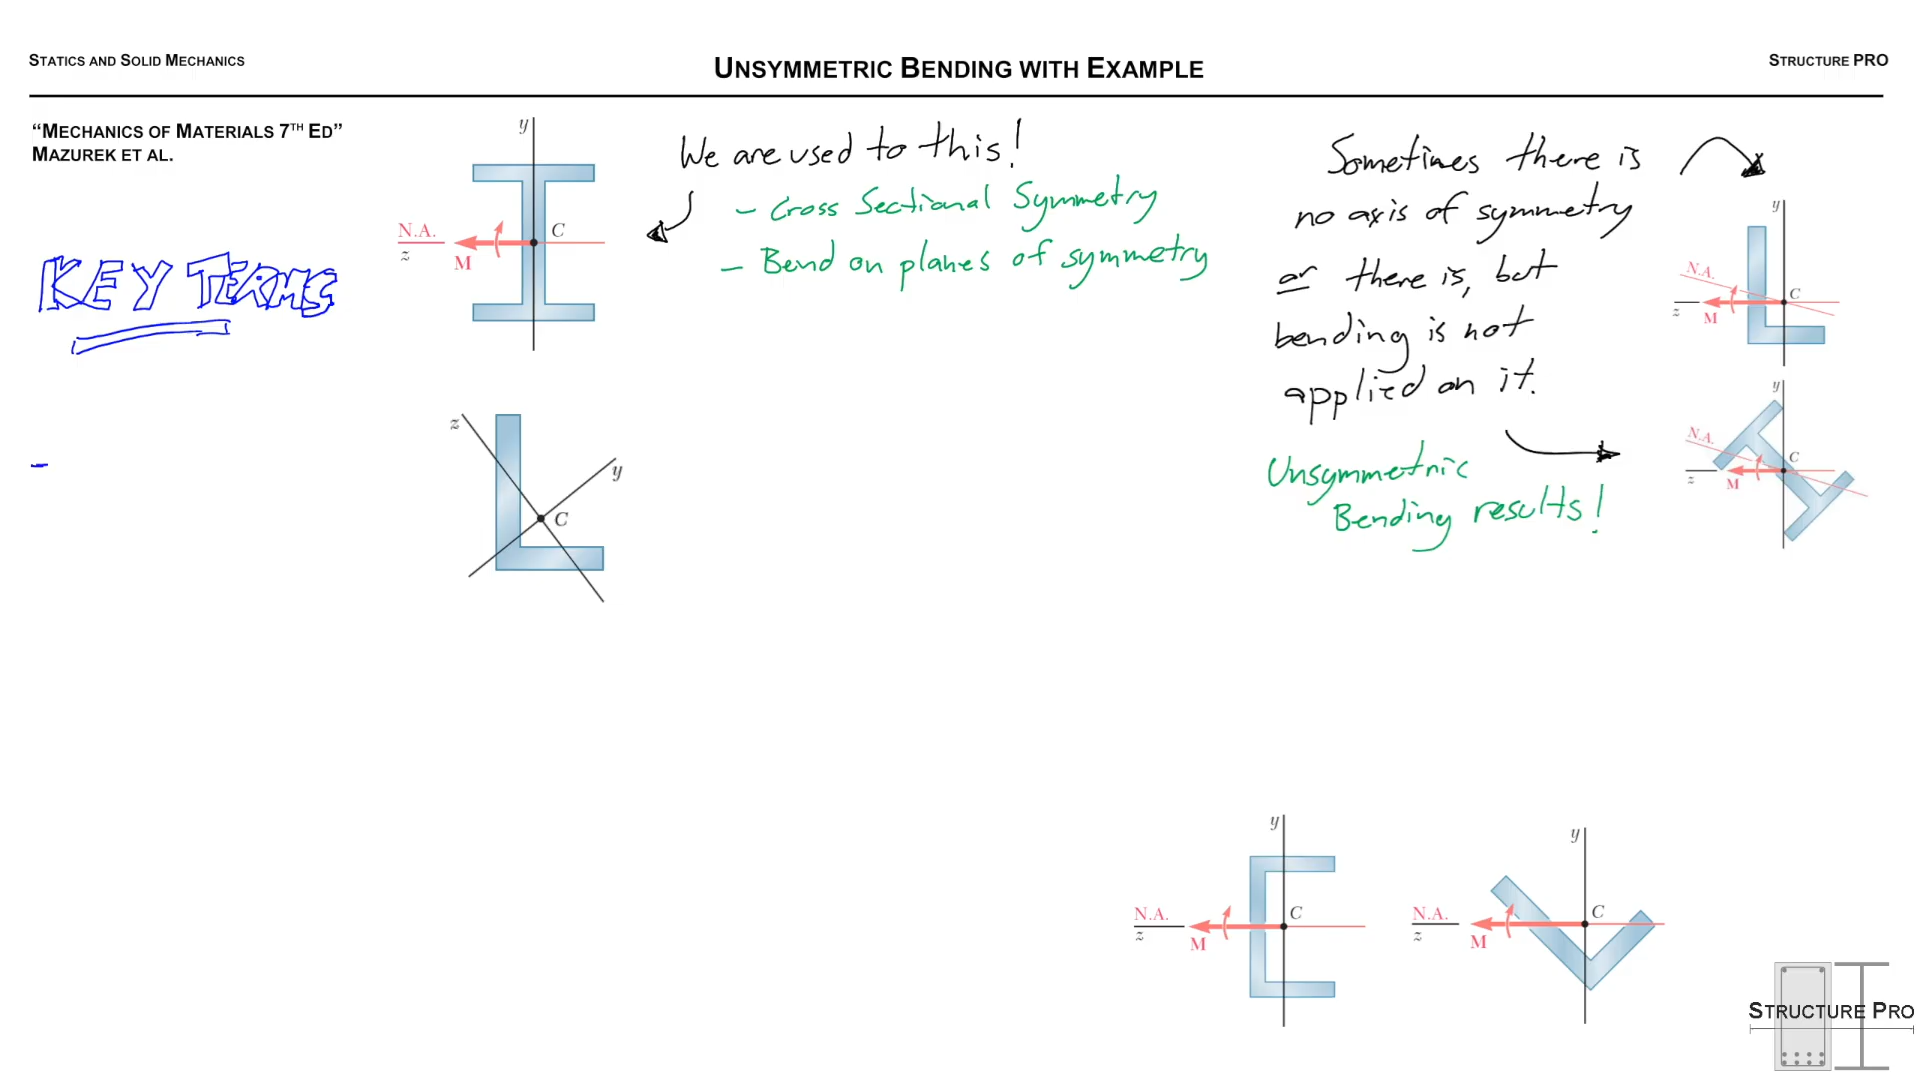 STATICS AND SOLID MECHANICS
UNSYMMETRIC BENDING WITH EXAMPLE
STRUCTURE PRO
“MECHANICS OF MATERIALS 7TH ED”
MAZUREK ET AL.
KEY TERMS
-
y
N.A.
z
M
C
We are used to this!
- Cross Sectional Symmetry
- Bend on planes of symmetry
z
y
C
Sometimes there is
no axis of symmetry
or there is, but
bending is not
applied on it.
Unsymmetric
Bending results!
y
N.A.
z
M
C
y
N.A.
z
M
C
y
N.A.
z
M
C
y
N.A.
z
M
C
STRUCTURE PRO